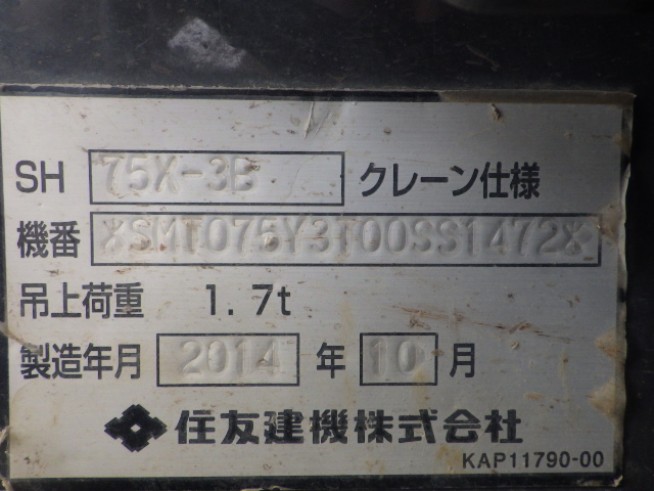 SH 75X-3B クレーン仕様
機番 *SMT075Y3T00SS1472*
吊上荷重 1.7t
製造年月 2014 年 10 月
住友建機株式会社
KAP11790-00